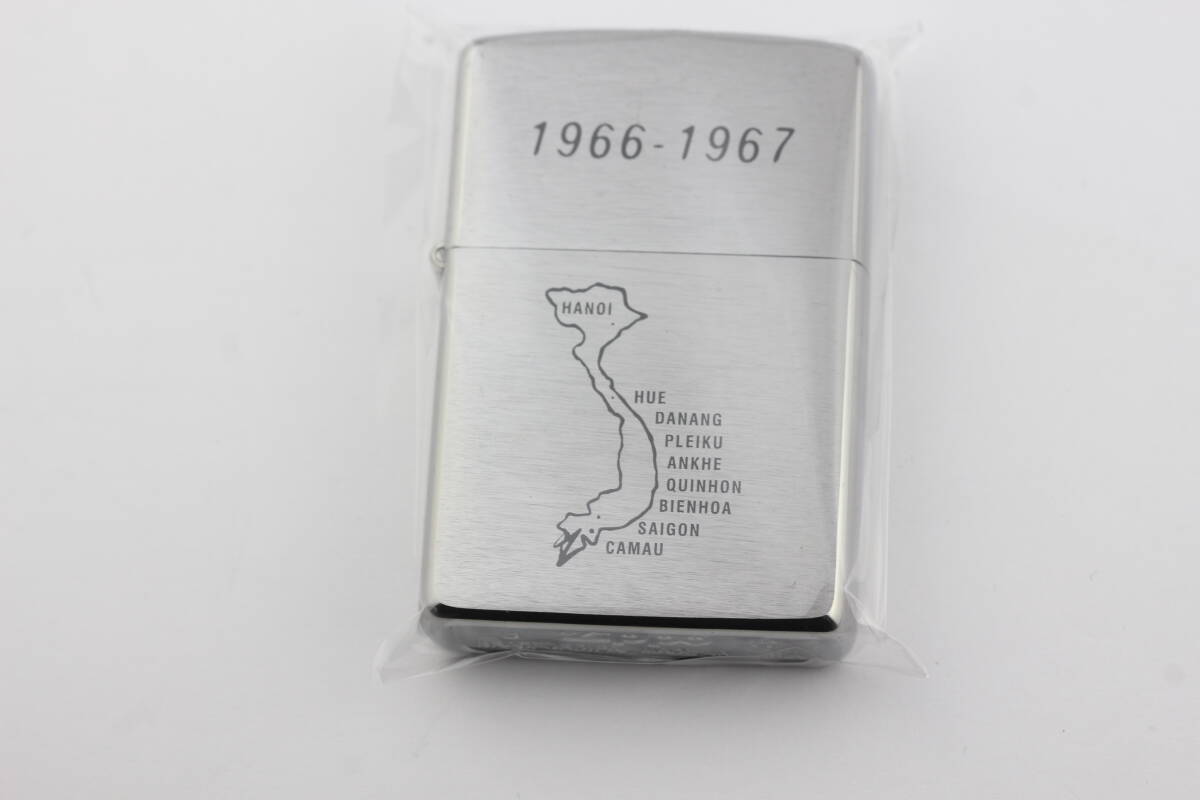 1966-1967
HANOI
HUE
DANANG
PLEIKU
ANKHE
QUINHON
BIENHOA
SAIGON
CAMAU